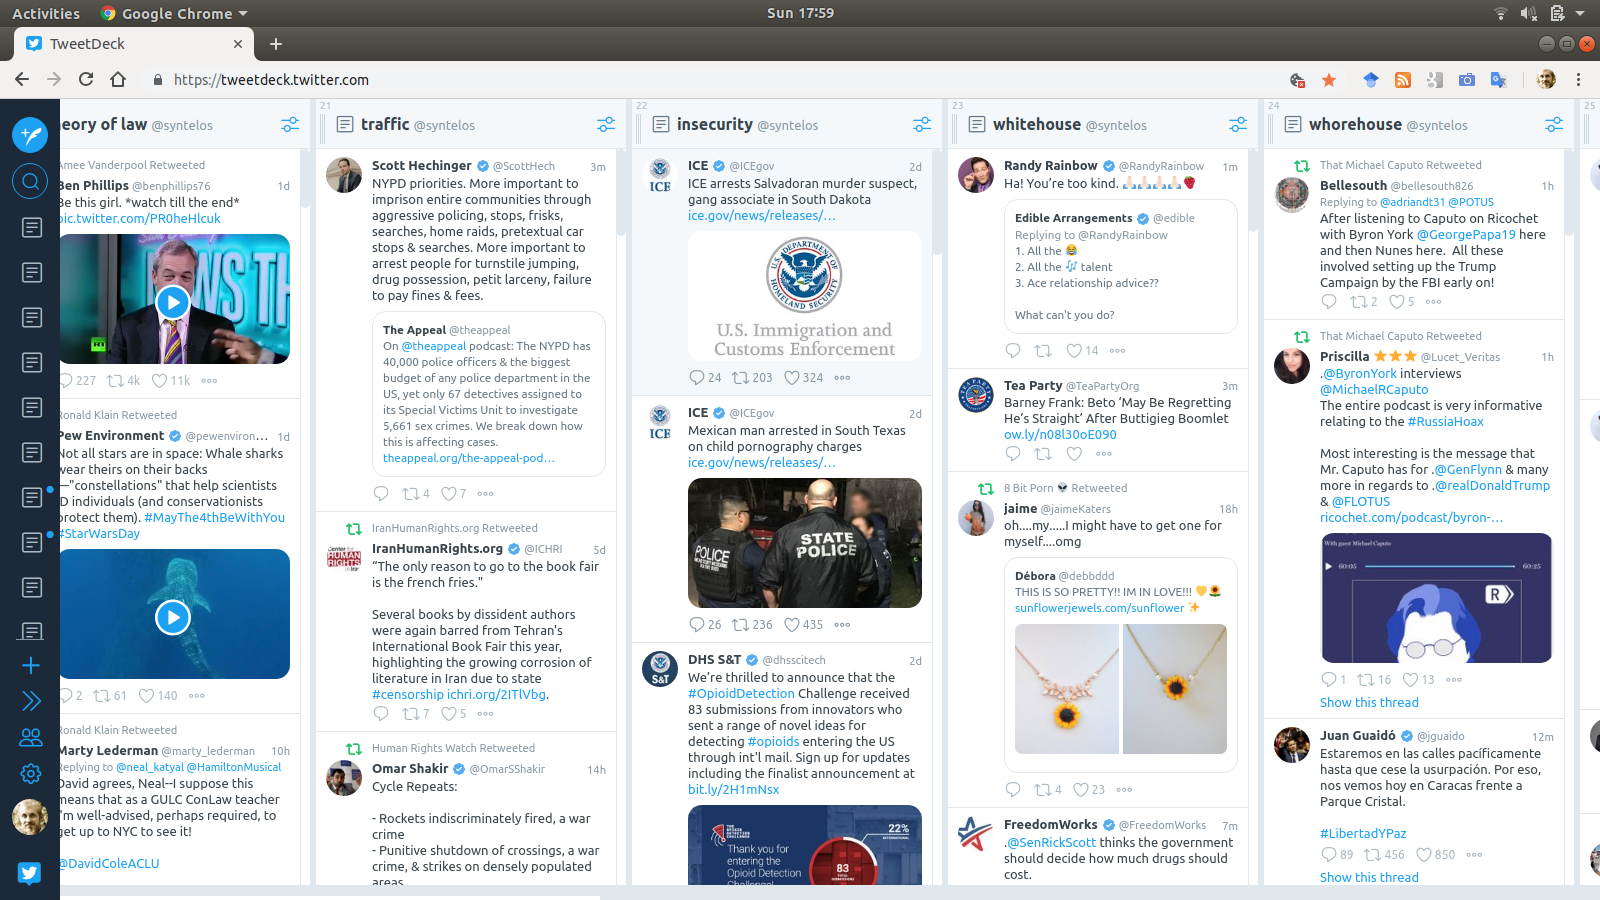 Activities
Google Chrome
Sun 17:59
TweetDeck
https://tweetdeck.twitter.com
eory of law @syntelos
Amee Vanderpool Retweeted
Ben Phillips @benphillips76 1d
Be this girl. *watch till the end*
pic.twitter.com/PR0heHlcuk
NEWS TH
RT
227 4k 11k
Ronald Klain Retweeted
Pew Environment @pewenviron... 1d
Not all stars are in space: Whale sharks
wear theirs on their backs
—"constellations" that help scientists
ID individuals (and conservationists
protect them). #MayThe4thBeWithYou
#StarWarsDay
2 61 140
Ronald Klain Retweeted
Marty Lederman @marty_lederman 10h
Replying to @neal_katyal @HamiltonMusical
David agrees, Neal--I suppose this
means that as a GULC ConLaw teacher
I'm well-advised, perhaps required, to
get up to NYC to see it!
@DavidColeACLU
21
traffic @syntelos
Scott Hechinger @ScottHech 3m
NYPD priorities. More important to
imprison entire communities through
aggressive policing, stops, frisks,
searches, home raids, pretextual car
stops & searches. More important to
arrest people for turnstile jumping,
drug possession, petit larceny, failure
to pay fines & fees.
The Appeal @theappeal
On @theappeal podcast: The NYPD has
40,000 police officers & the biggest
budget of any police department in the
US, yet only 67 detectives assigned to
its Special Victims Unit to investigate
5,661 sex crimes. We break down how
this is affecting cases.
theappeal.org/the-appeal-pod…
4 7
IranHumanRights.org Retweeted
Center for
HUMAN
RIGHTS
in Iran
IranHumanRights.org @ICHRI 5d
“The only reason to go to the book fair
is the french fries."
Several books by dissident authors
were again barred from Tehran's
International Book Fair this year,
highlighting the growing corrosion of
literature in Iran due to state
#censorship ichri.org/2ITlVbg.
7 5
Human Rights Watch Retweeted
Omar Shakir @OmarSShakir 14h
Cycle Repeats:
- Rockets indiscriminately fired, a war
crime
- Punitive shutdown of crossings, a war
crime, & strikes on densely populated
areas
22
insecurity @syntelos
ICE
ICE @ICEgov 2d
ICE arrests Salvadoran murder suspect,
gang associate in South Dakota
ice.gov/news/releases/…
U.S. DEPARTMENT OF
HOMELAND SECURITY
U.S. Immigration and
Customs Enforcement
24 203 324
ICE
ICE @ICEgov 2d
Mexican man arrested in South Texas
on child pornography charges
ice.gov/news/releases/…
POLICE
STATE
POLICE
26 236 435
S&T
DHS S&T @dhsscitech 2d
We’re thrilled to announce that the
#OpioidDetection Challenge received
83 submissions from innovators who
sent a range of novel ideas for
detecting #opioids entering the US
through int'l mail. Sign up for updates
including the finalist announcement at
bit.ly/2H1mNsx
22%
INTERNATIONAL
Thank you for
entering the
Opioid Detection
Challenge!
83
TOTAL SUBMISSIONS
23
whitehouse @syntelos
Randy Rainbow @RandyRainbow 1m
Ha! You’re too kind. 🙏🏻🙏🏻🙏🏻🙏🏻🍓
Edible Arrangements @edible
Replying to @RandyRainbow
1. All the 😂
2. All the 🎶 talent
3. Ace relationship advice??
What can't you do?
14
TEA PARTY
Tea Party @TeaPartyOrg 3m
Barney Frank: Beto ‘May Be Regretting
He’s Straight’ After Buttigieg Boomlet
ow.ly/n08l30oE090
8 Bit Porn 👽 Retweeted
jaime @jaimeKaters 18h
oh....my.....I might have to get one for
myself....omg
Débora @debbddd
THIS IS SO PRETTY!! IM IN LOVE!!! 💛🌻
sunflowerjewels.com/sunflower ✨
4 23
FreedomWorks @FreedomWorks 7m
.@SenRickScott thinks the government
should decide how much drugs should
cost.
24
whorehouse @syntelos
That Michael Caputo Retweeted
Bellesouth @bellesouth826 1h
Replying to @adriandt31 @POTUS
After listening to Caputo on Ricochet
with Byron York @GeorgePapa19 here
and then Nunes here. All these
involved setting up the Trump
Campaign by the FBI early on!
2 5
That Michael Caputo Retweeted
Priscilla ⭐⭐⭐ @Lucet_Veritas 1h
.@ByronYork interviews
@MichaelRCaputo
The entire podcast is very informative
relating to the #RussiaHoax
Most interesting is the message that
Mr. Caputo has for .@GenFlynn & many
more in regards to .@realDonaldTrump
& @FLOTUS
ricochet.com/podcast/byron-…
With guest Michael Caputo
60:05 60:25
R
1 16 13
Show this thread
Juan Guaidó @jguaido 12m
Estaremos en las calles pacíficamente
hasta que cese la usurpación. Por eso,
nos vemos hoy en Caracas frente a
Parque Cristal.
#LibertadYPaz
89 456 850
Show this thread
25